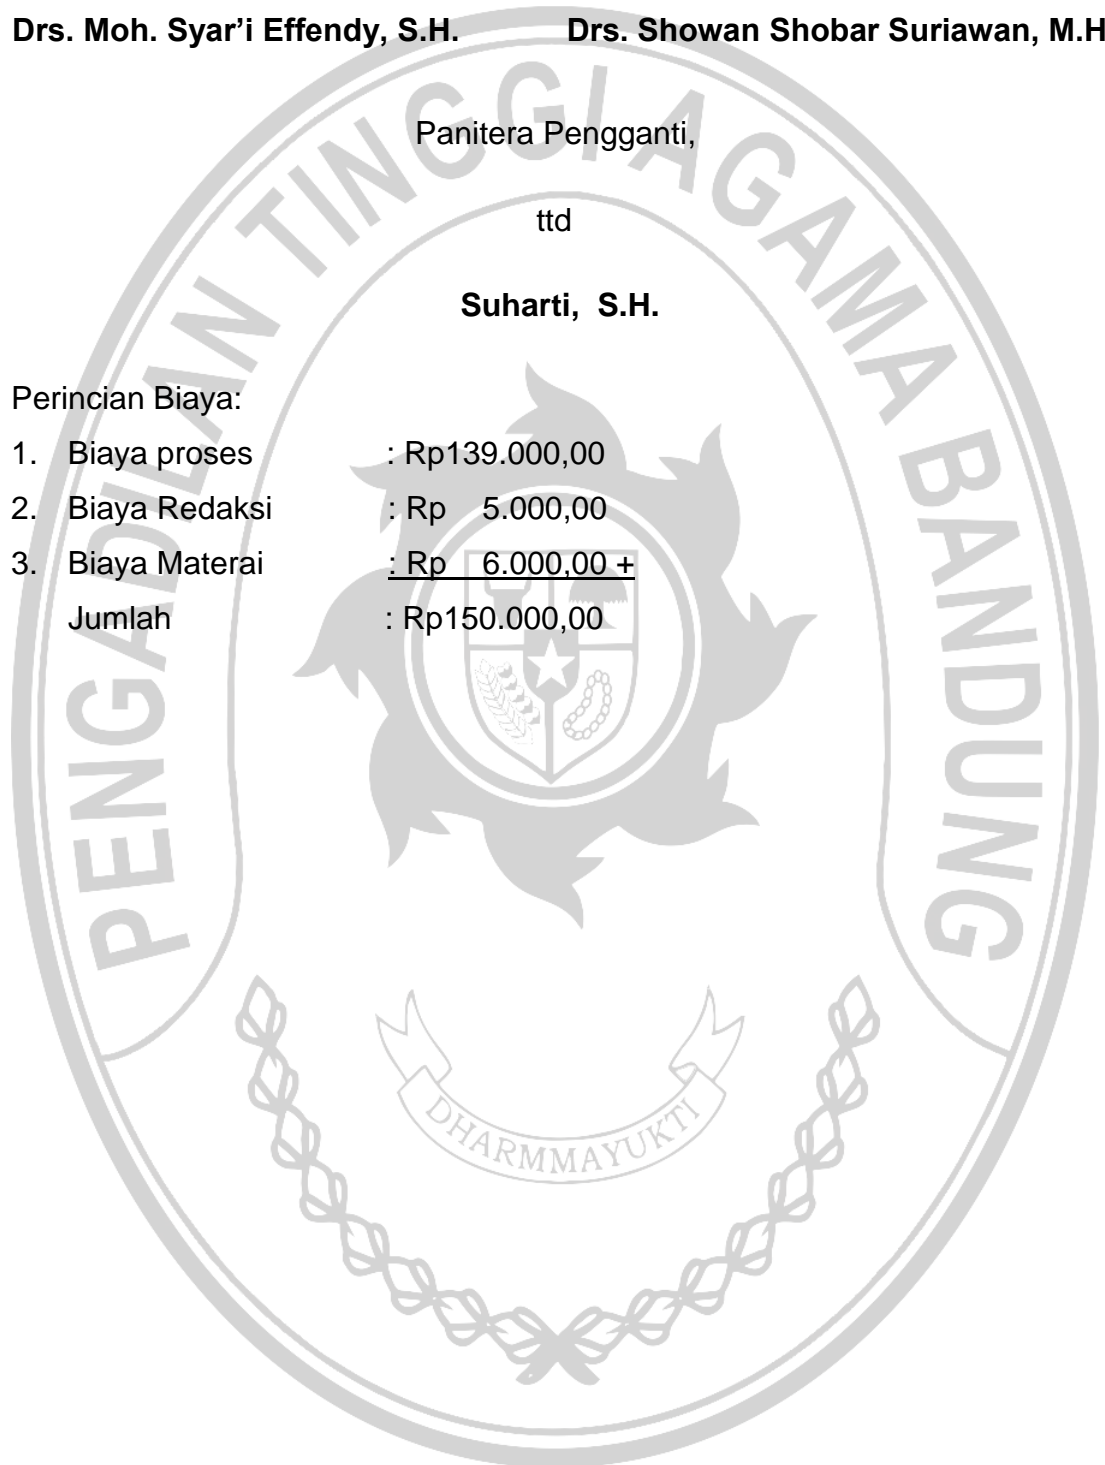 Drs. Moh. Syar’i Effendy, S.H. Drs. Showan Shobar Suriawan, M.H
Panitera Pengganti,
ttd
Suharti, S.H.
Perincian Biaya:
1. Biaya proses : Rp139.000,00
2. Biaya Redaksi : Rp 5.000,00
3. Biaya Materai : Rp 6.000,00 +
Jumlah : Rp150.000,00
PENGADILAN TINGGI AGAMA BANDUNG
DHARMMAYUKTI